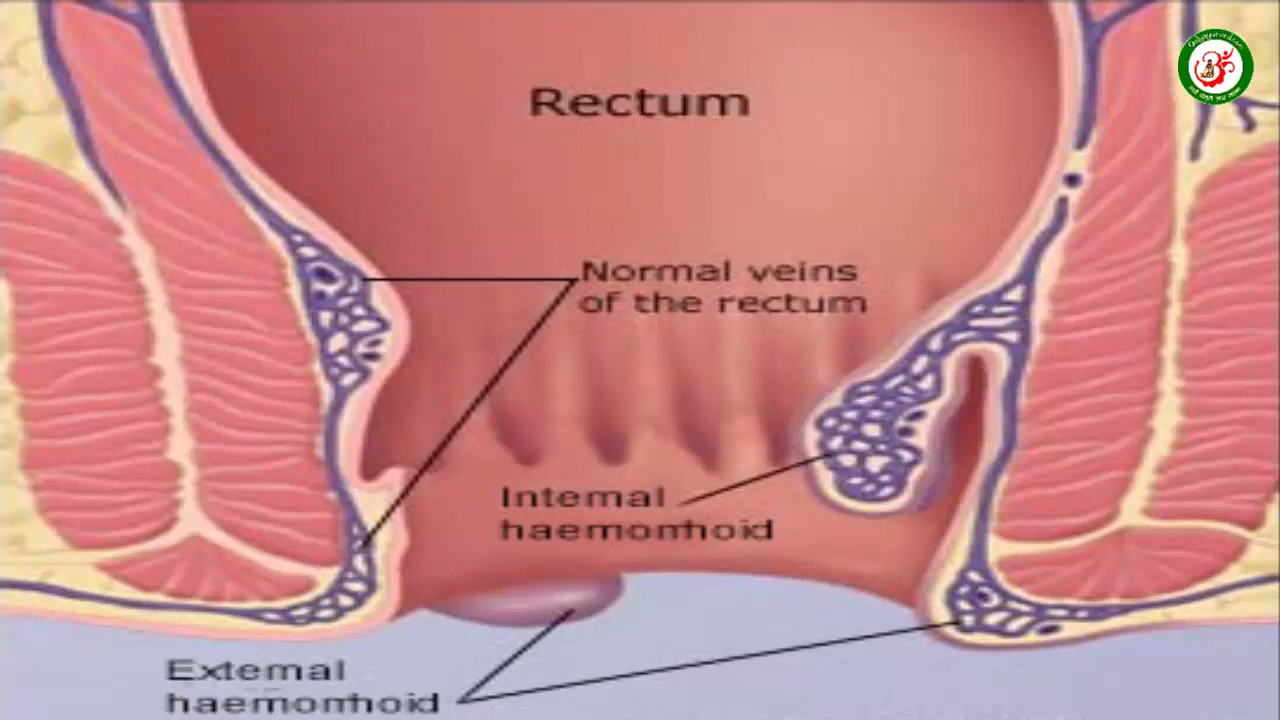 Rectum
Normal veins
of the rectum
Internal
haemorrhoid
External
haemorrhoid